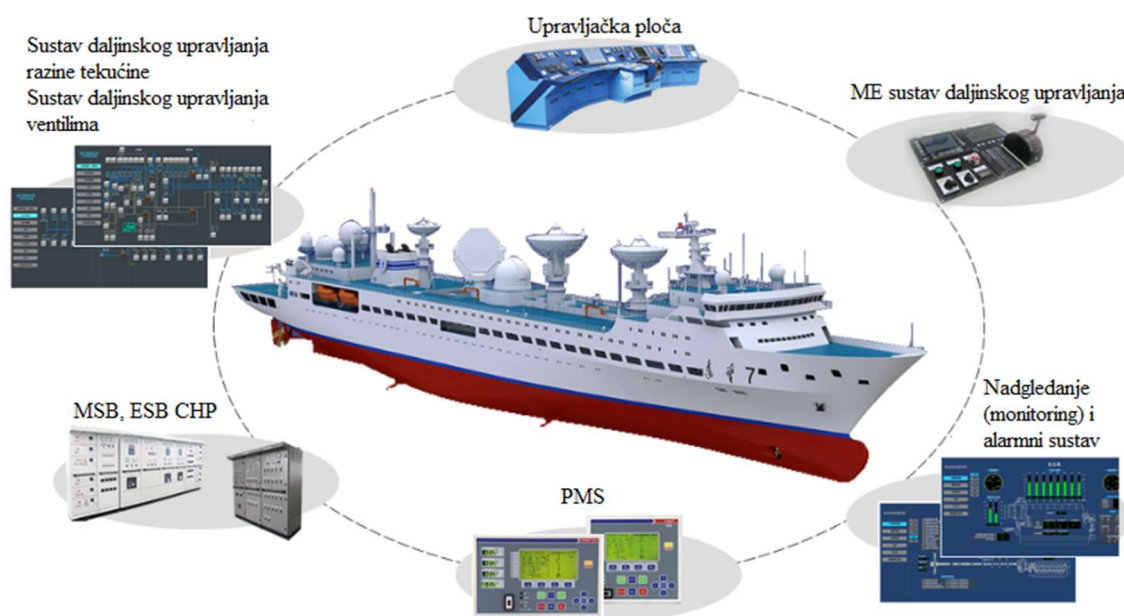 Upravljačka ploča
Sustav daljinskog upravljanja
razine tekućine
Sustav daljinskog upravljanja
ventilima
ME sustav daljinskog upravljanja
7
MSB, ESB CHP
Nadgledanje
(monitoring) i
alarmni sustav
PMS